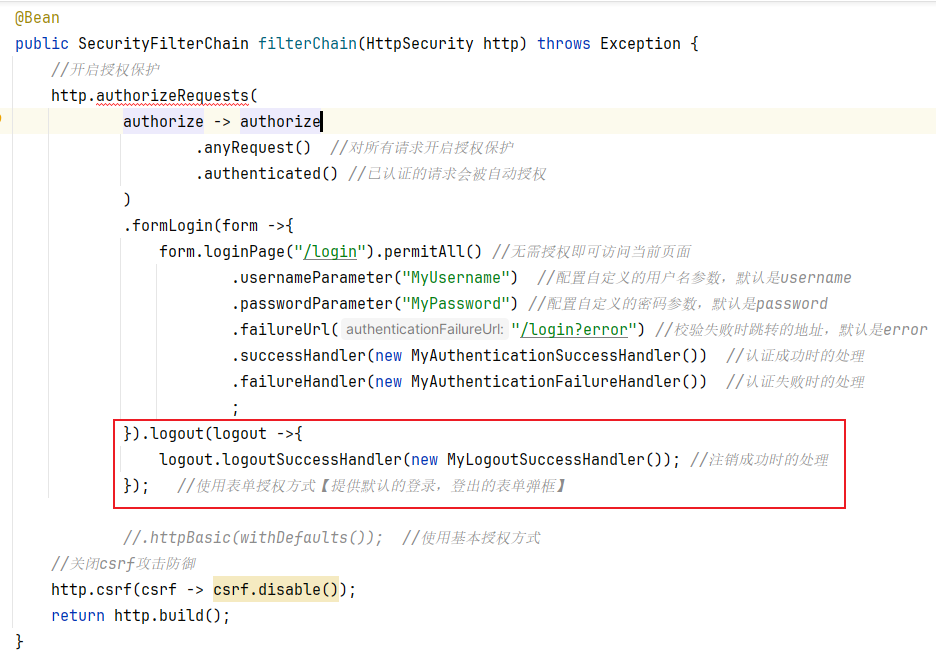 @Bean
public SecurityFilterChain filterChain(HttpSecurity http) throws Exception {
//开启授权保护
http.authorizeRequests(
authorize -> authorize
.anyRequest() //对所有请求开启授权保护
.authenticated() //已认证的请求会被自动授权
)
.formLogin(form ->{
form.loginPage("/login").permitAll() //无需授权即可访问当前页面
.usernameParameter("MyUsername") //配置自定义的用户名参数，默认是username
.passwordParameter("MyPassword") //配置自定义的密码参数，默认是password
.failureUrl( authenticationFailureUrl: "/login?error") //校验失败时跳转的地址，默认是error
.successHandler(new MyAuthenticationSuccessHandler()) //认证成功时的处理
.failureHandler(new MyAuthenticationFailureHandler()) //认证失败时的处理
;
}).logout(logout ->{
logout.logoutSuccessHandler(new MyLogoutSuccessHandler()); //注销成功时的处理
}); //使用表单授权方式【提供默认的登录，登出的表单弹框】
//.httpBasic(withDefaults()); //使用基本授权方式
//关闭csrf攻击防御
http.csrf(csrf -> csrf.disable());
return http.build();
}